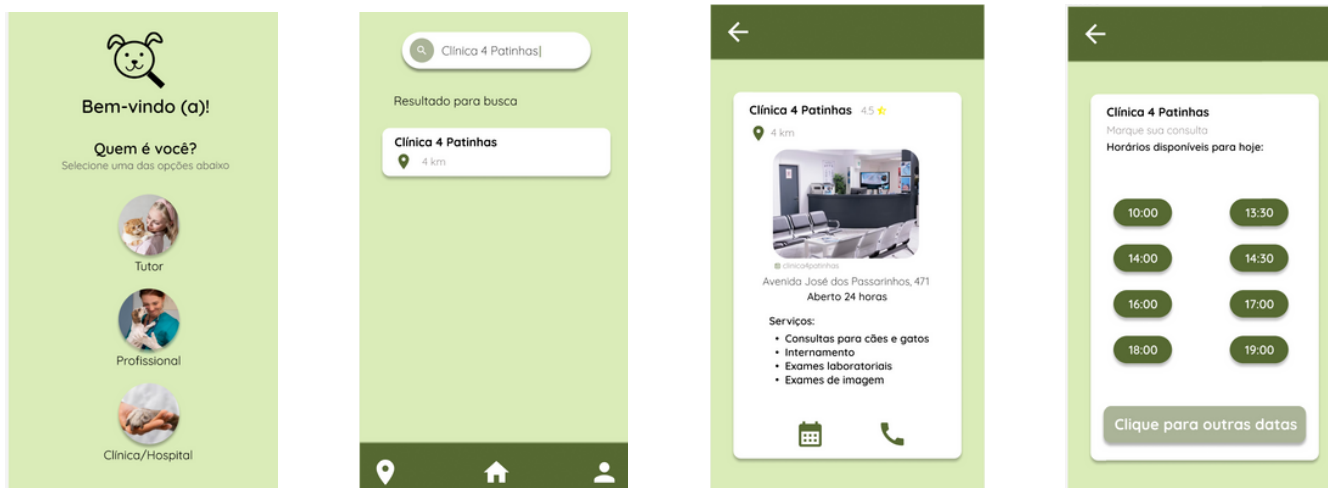 Bem-vindo (a)!
Quem é você?
Selecione uma das opções abaixo
Tutor
Profissional
Clínica/Hospital
Clínica 4 Patinhas
Resultado para busca
Clínica 4 Patinhas
4 km
Clínica 4 Patinhas 4.5
4 km
clinica4patinhas
Avenida José dos Passarinhos, 471
Aberto 24 horas
Serviços:
• Consultas para cães e gatos
• Internamento
• Exames laboratoriais
• Exames de imagem
Clínica 4 Patinhas
Marque sua consulta
Horários disponíveis para hoje:
10:00 13:30
14:00 14:30
16:00 17:00
18:00 19:00
Clique para outras datas